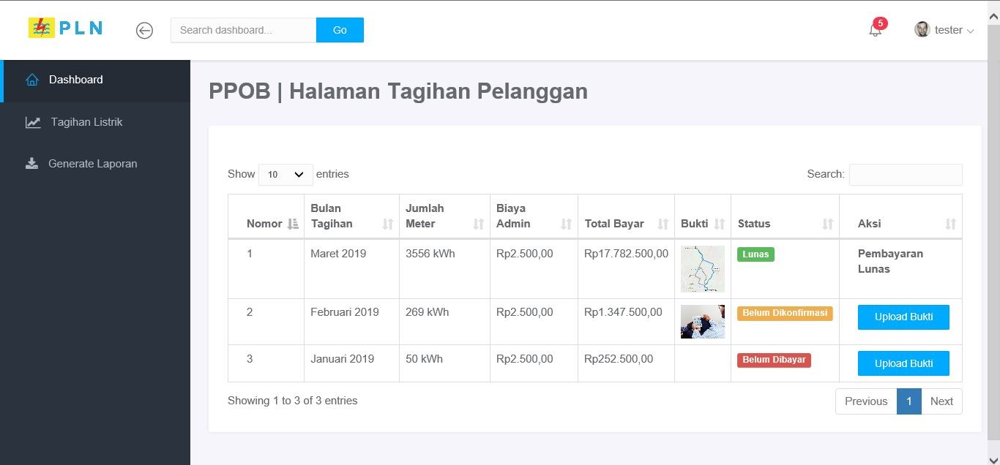 PLN
Search dashboard...
Go
5
tester
Dashboard
Tagihan Listrik
Generate Laporan
PPOB | Halaman Tagihan Pelanggan
Show 10 entries
Search:
Nomor
Bulan
Tagihan
Jumlah
Meter
Biaya
Admin
Total Bayar
Bukti
Status
Aksi
1
Maret 2019
3556 kWh
Rp2.500,00
Rp17.782.500,00
Lunas
Pembayaran
Lunas
2
Februari 2019
269 kWh
Rp2.500,00
Rp1.347.500,00
Belum Dikonfirmasi
Upload Bukti
3
Januari 2019
50 kWh
Rp2.500,00
Rp252.500,00
Belum Dibayar
Upload Bukti
Showing 1 to 3 of 3 entries
Previous
1
Next